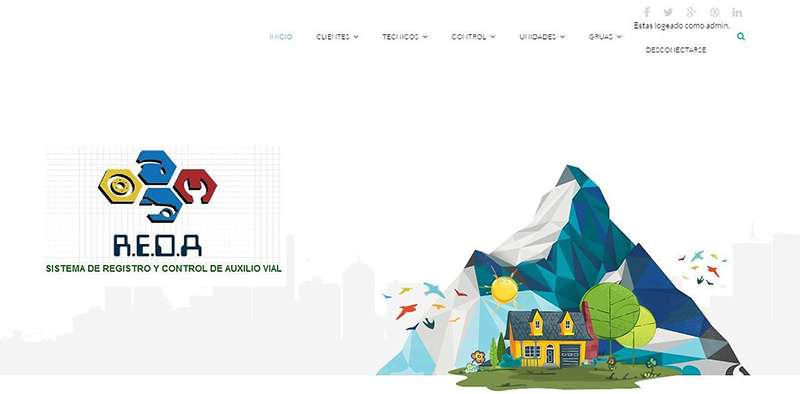 Estas logeado como admin.
INICIO CLIENTES TECNICOS CONTROL UNIDADES GRUAS
DESCONECTARSE
R.E.D.A
SISTEMA DE REGISTRO Y CONTROL DE AUXILIO VIAL